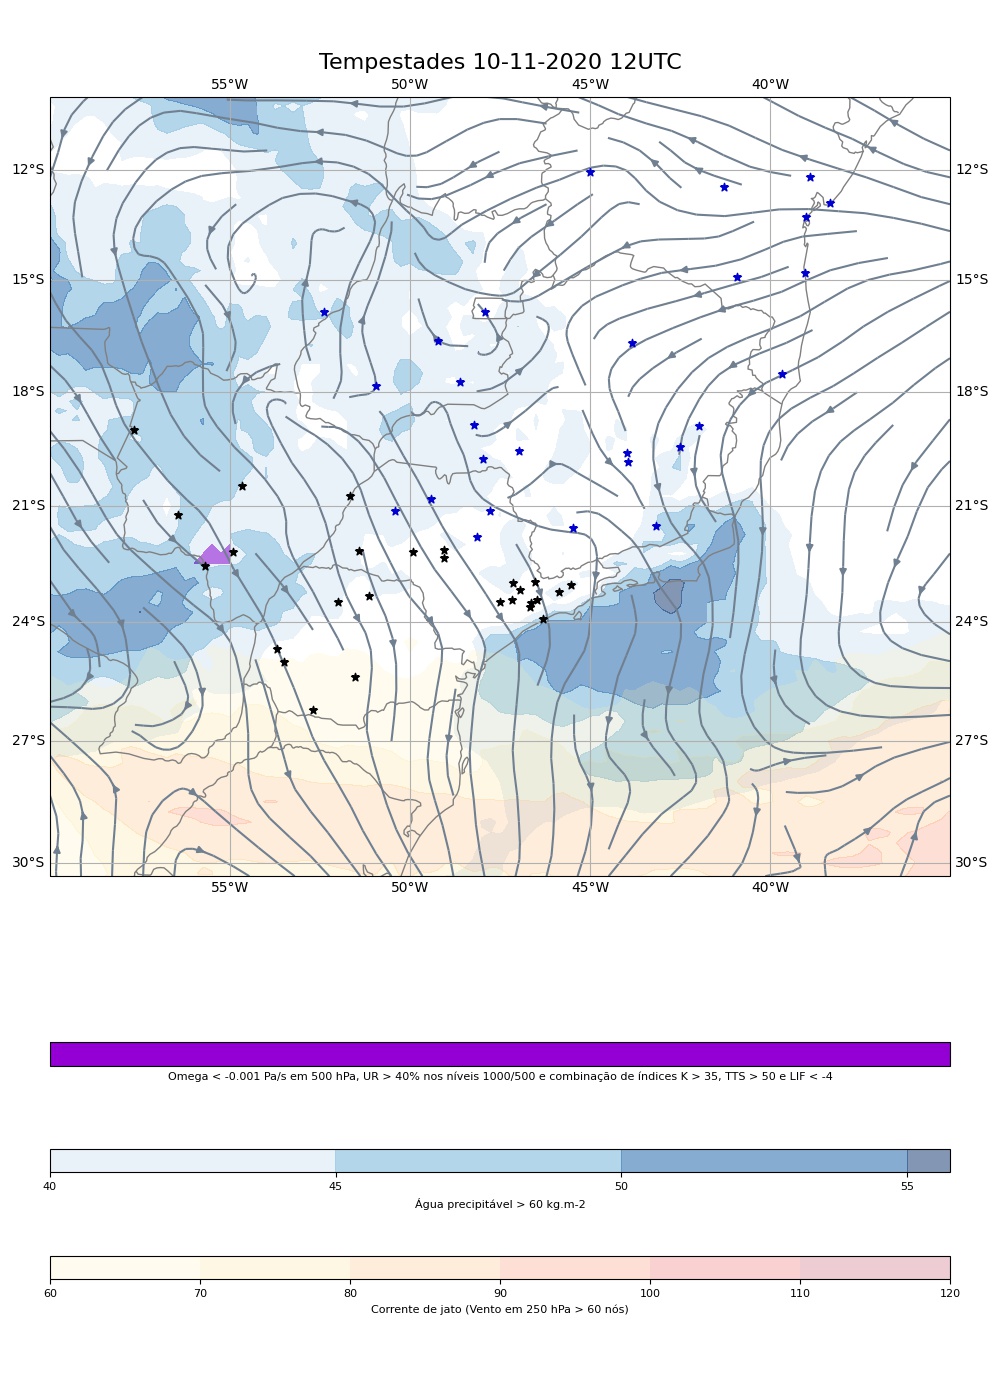 Tempestades 10-11-2020 12UTC
55°W 50°W 45°W 40°W
12°S 12°S
15°S 15°S
18°S 18°S
21°S 21°S
24°S 24°S
27°S 27°S
30°S 30°S
55°W 50°W 45°W 40°W
Omega < -0.001 Pa/s em 500 hPa, UR > 40% nos níveis 1000/500 e combinação de índices K > 35, TTS > 50 e LIF < -4
40 45 50 55
Água precipitável > 60 kg.m-2
60 70 80 90 100 110 120
Corrente de jato (Vento em 250 hPa > 60 nós)